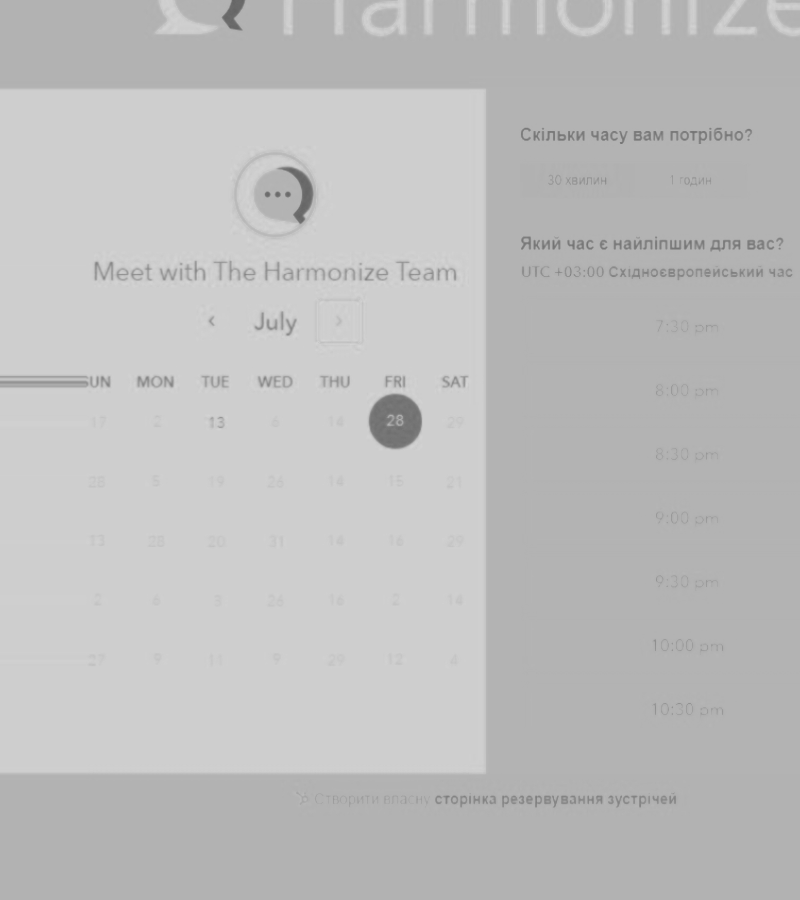 Harmonize
Meet with The Harmonize Team
‹ July ›
SUN MON TUE WED THU FRI SAT
17 2 13 6 14 28 29
28 5 19 26 14 15 21
13 28 20 31 14 16 29
2 6 3 26 16 2 14
27 9 11 9 29 12 4
Скільки часу вам потрібно?
30 хвилин 1 годин
Який час є найліпшим для вас?
UTC +03:00 Східноєвропейський час
7:30 pm
8:00 pm
8:30 pm
9:00 pm
9:30 pm
10:00 pm
10:30 pm
Створити власну сторінка резервування зустрічей